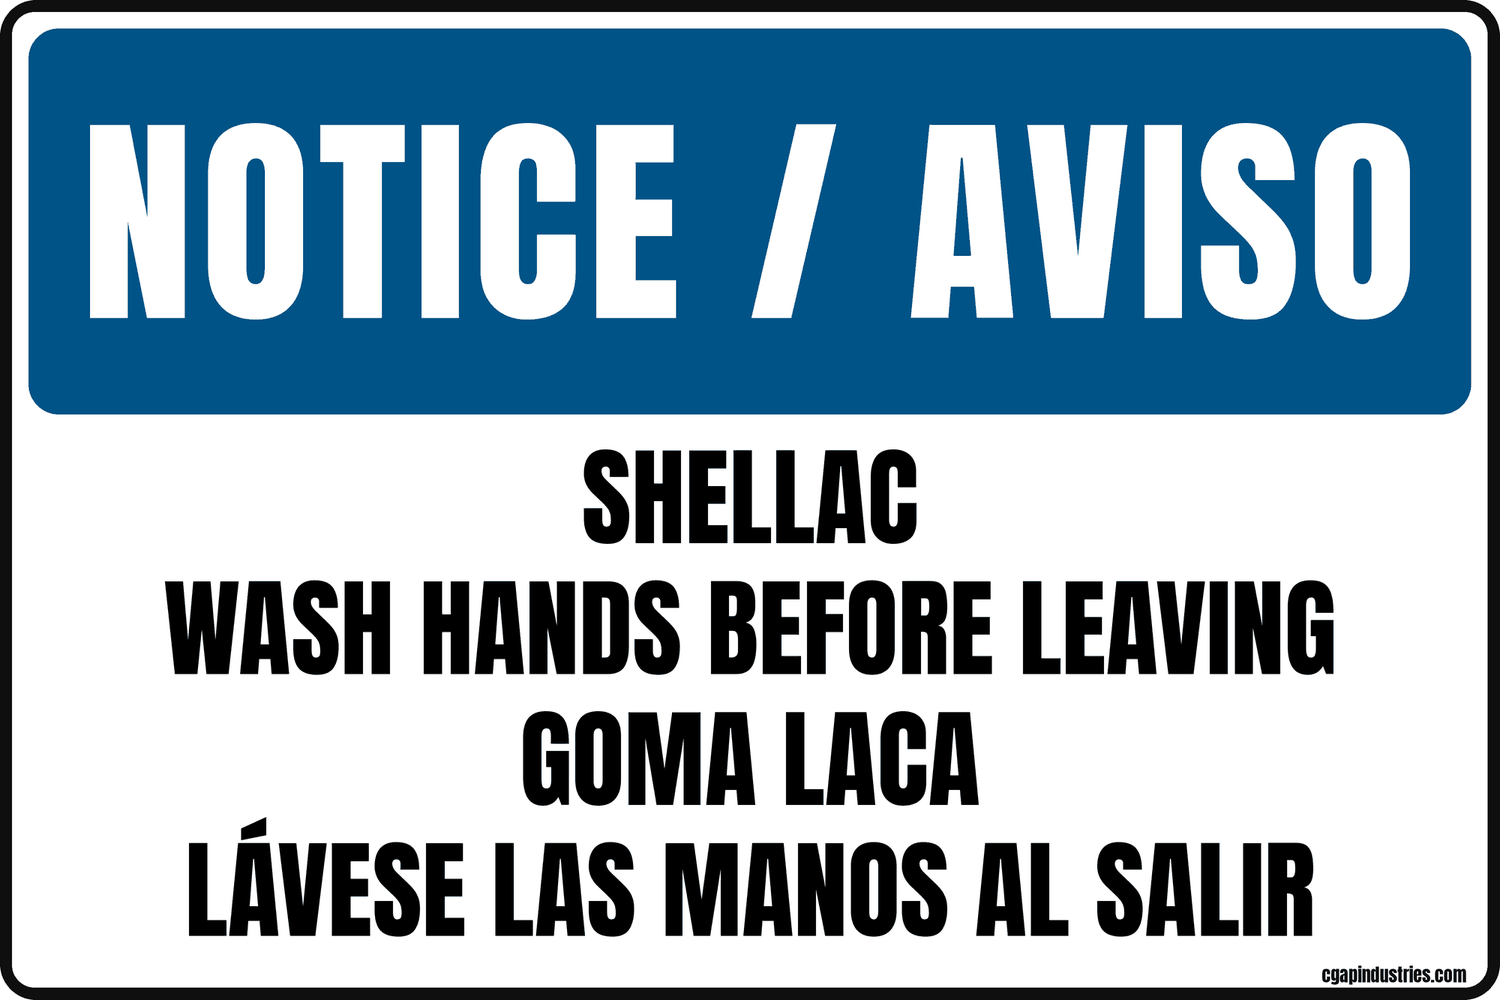 NOTICE / AVISO
SHELLAC
WASH HANDS BEFORE LEAVING
GOMA LACA
LÁVESE LAS MANOS AL SALIR
cgapindustries.com